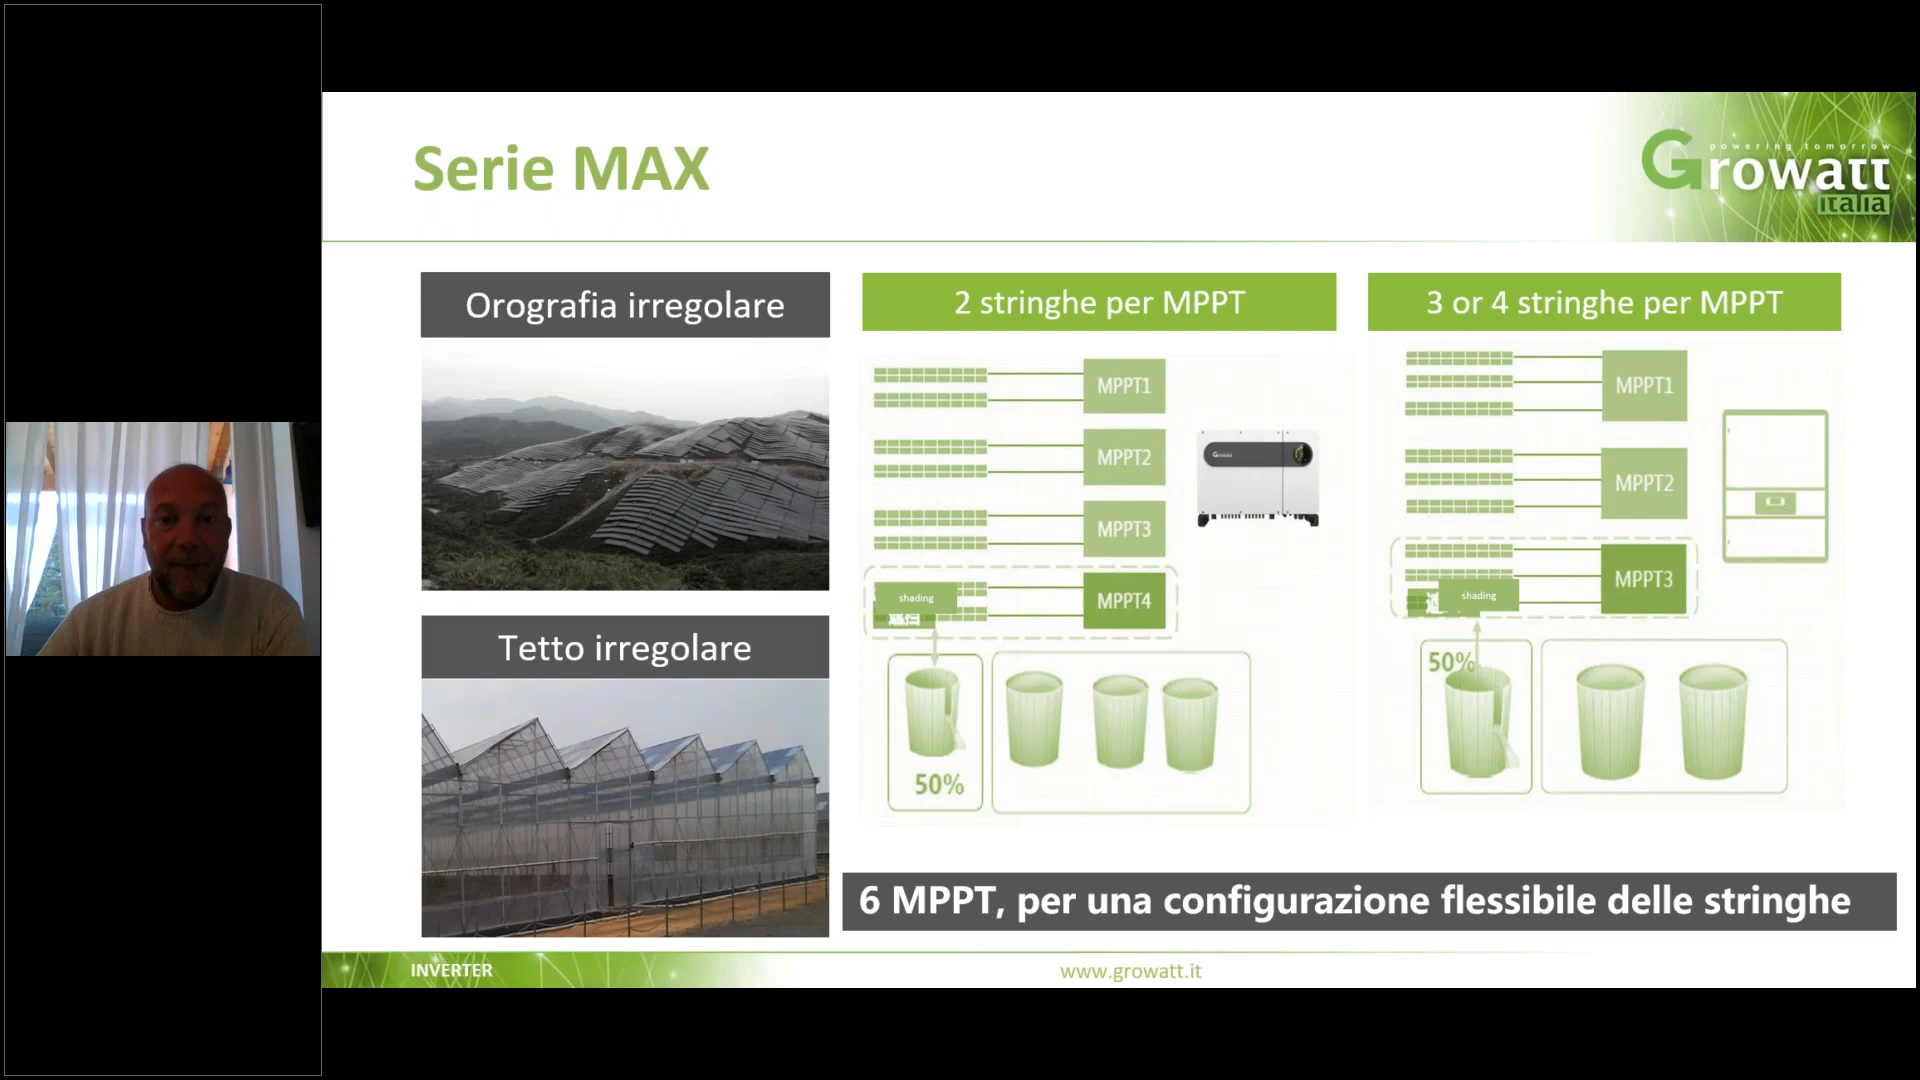 Serie MAX
powering tomorrow
Growatt
italia
Orografia irregolare
2 stringhe per MPPT
3 or 4 stringhe per MPPT
MPPT1
MPPT2
MPPT3
shading
MPPT4
50%
Growatt
MPPT1
MPPT2
MPPT3
shading
50%
Tetto irregolare
6 MPPT, per una configurazione flessibile delle stringhe
INVERTER
www.growatt.it